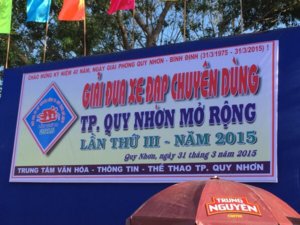 CHÀO MỪNG KỶ NIỆM 40 NĂM, NGÀY GIẢI PHÓNG QUY NHƠN - BÌNH ĐỊNH (31/3/1975 - 31/3/2015) !
GIẢI ĐUA XE ĐẠP CHUYÊN DÙNG
TP. QUY NHƠN MỞ RỘNG
LẦN THỨ III - NĂM 2015
Quy Nhơn, ngày 31 tháng 3 năm 2015
TRUNG TÂM VĂN HÓA - THÔNG TIN - THỂ THAO TP. QUY NHƠN
TRUNG
NGUYÊN